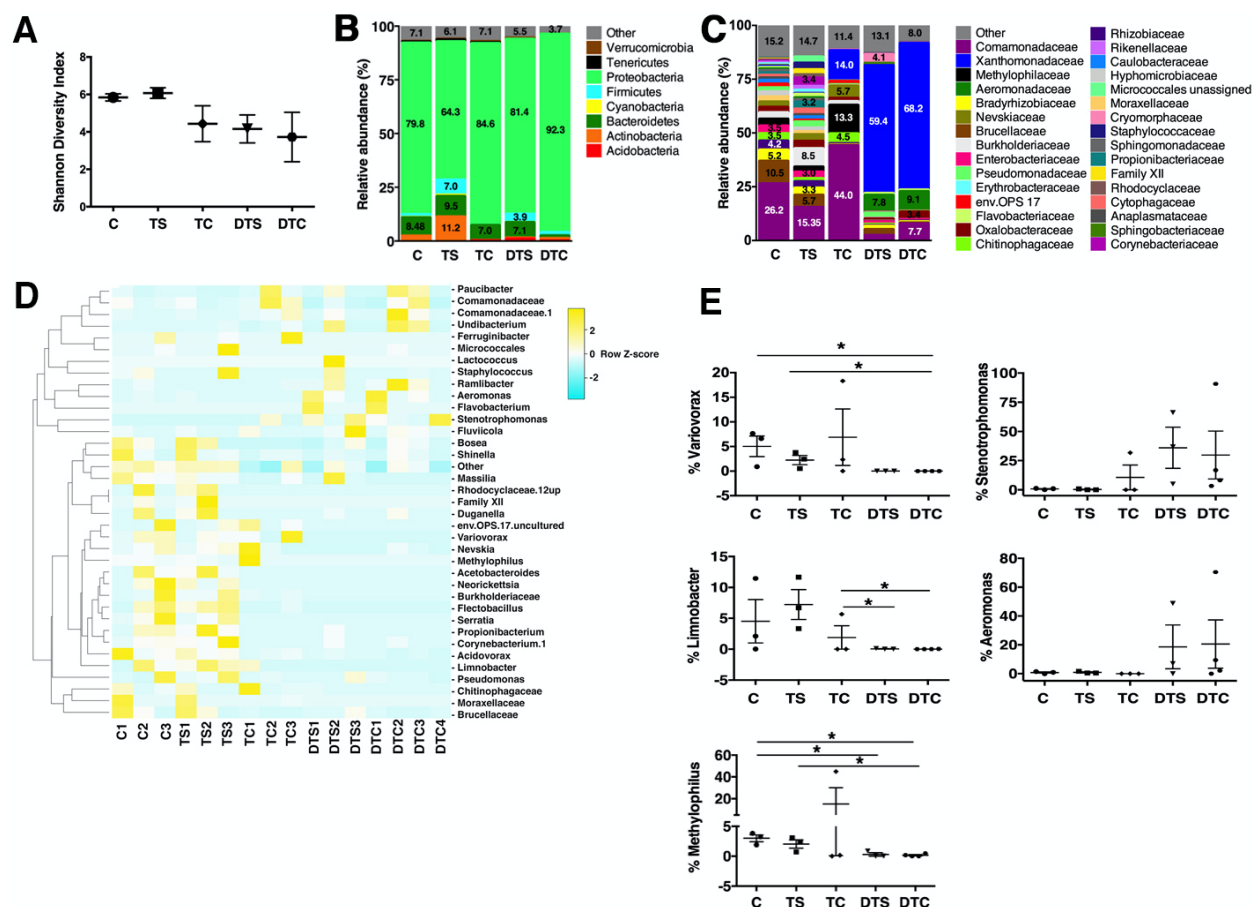 A
Shannon Diversity Index
8
6
4
2
0
C TS TC DTS DTC
B
Relative abundance (%)
100
75
50
25
0
7.1 6.1 7.1 5.5 3.7
79.8 64.3 84.6 81.4 92.3
7.0 3.9
8.48 9.5 7.0 7.1
11.2
C TS TC DTS DTC
Other
Verrucomicrobia
Tenericutes
Proteobacteria
Firmicutes
Cyanobacteria
Bacteroidetes
Actinobacteria
Acidobacteria
C
Relative abundance (%)
100
75
50
25
0
15.2
3.5
3.5
4.2
5.2
10.5
26.2
14.7
3.4
3.2
8.5
3.0
3.3
5.7
15.35
11.4
14.0
5.7
13.3
4.5
44.0
13.1
4.1
59.4
7.8
8.0
68.2
9.1
3.4
7.7
C TS TC DTS DTC
Other
Comamonadaceae
Xanthomonadaceae
Methylophilaceae
Aeromonadaceae
Bradyrhizobiaceae
Nevskiaceae
Brucellaceae
Burkholderiaceae
Enterobacteriaceae
Pseudomonadaceae
Erythrobacteraceae
env.OPS 17
Flavobacteriaceae
Oxalobacteraceae
Chitinophagaceae
Rhizobiaceae
Rikenellaceae
Caulobacteraceae
Hyphomicrobiaceae
Micrococcales unassigned
Moraxellaceae
Cryomorphaceae
Staphylococcaceae
Sphingomonadaceae
Propionibacteriaceae
Family XII
Rhodocyclaceae
Cytophagaceae
Anaplasmataceae
Sphingobacteriaceae
Corynebacteriaceae
D
- Paucibacter
- Comamonadaceae
- Comamonadaceae.1
- Undibacterium
- Ferruginibacter
- Micrococcales
- Lactococcus
- Staphylococcus
- Ramlibacter
- Aeromonas
- Flavobacterium
- Stenotrophomonas
- Fluviicola
- Bosea
- Shinella
- Other
- Massilia
- Rhodocyclaceae.12up
- Family XII
- Duganella
- env.OPS.17.uncultured
- Variovorax
- Nevskia
- Methylophilus
- Acetobacteroides
- Neorickettsia
- Burkholderiaceae
- Flectobacillus
- Serratia
- Propionibacterium
- Corynebacterium.1
- Acidovorax
- Limnobacter
- Pseudomonas
- Chitinophagaceae
- Moraxellaceae
- Brucellaceae
C1 C2 C3 TS1 TS2 TS3 TC1 TC2 TC3 DTS1 DTS2 DTS3 DTC1 DTC2 DTC3 DTC4
2
0 Row Z-score
-2
E
% Variovorax
20
15
10
5
0
-5
*
*
C TS TC DTS DTC
% Stenotrophomonas
100
75
50
25
0
C TS TC DTS DTC
% Limnobacter
15
10
5
0
-5
*
*
C TS TC DTS DTC
% Aeromonas
80
60
40
20
0
C TS TC DTS DTC
% Methylophilus
60
40
20
5
0
-5
*
*
*
C TS TC DTS DTC